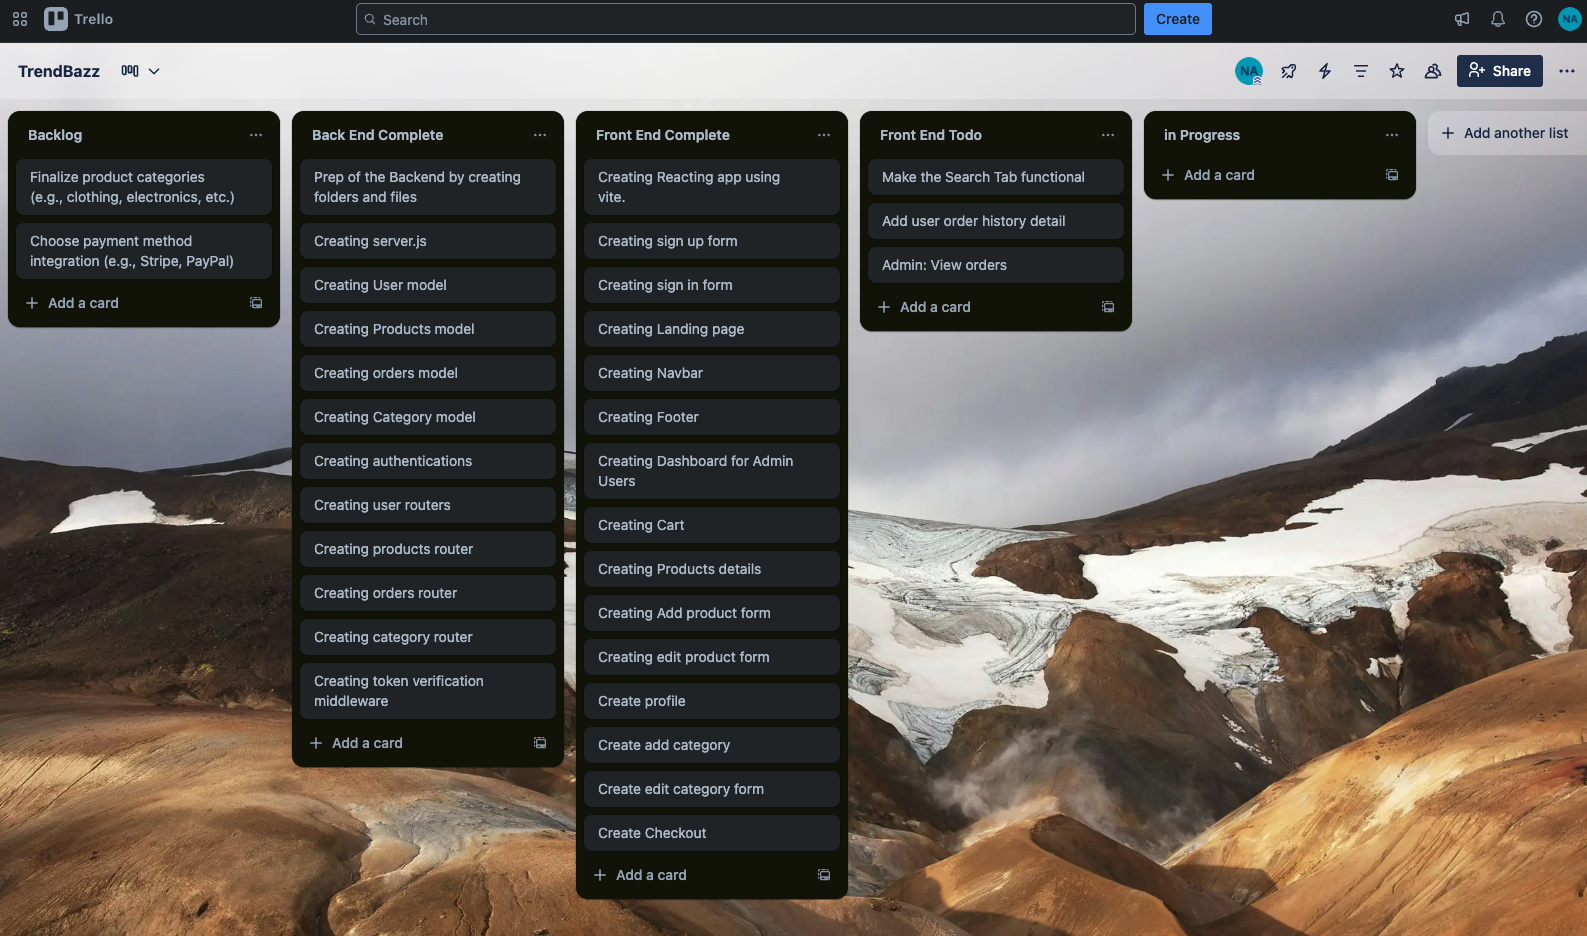 Trello
Search
Create
NA
TrendBazz
NA
Share
Backlog
Finalize product categories
(e.g., clothing, electronics, etc.)
Choose payment method
integration (e.g., Stripe, PayPal)
Add a card
Back End Complete
Prep of the Backend by creating
folders and files
Creating server.js
Creating User model
Creating Products model
Creating orders model
Creating Category model
Creating authentications
Creating user routers
Creating products router
Creating orders router
Creating category router
Creating token verification
middleware
Add a card
Front End Complete
Creating Reacting app using
vite.
Creating sign up form
Creating sign in form
Creating Landing page
Creating Navbar
Creating Footer
Creating Dashboard for Admin
Users
Creating Cart
Creating Products details
Creating Add product form
Creating edit product form
Create profile
Create add category
Create edit category form
Create Checkout
Add a card
Front End Todo
Make the Search Tab functional
Add user order history detail
Admin: View orders
Add a card
in Progress
Add a card
Add another list